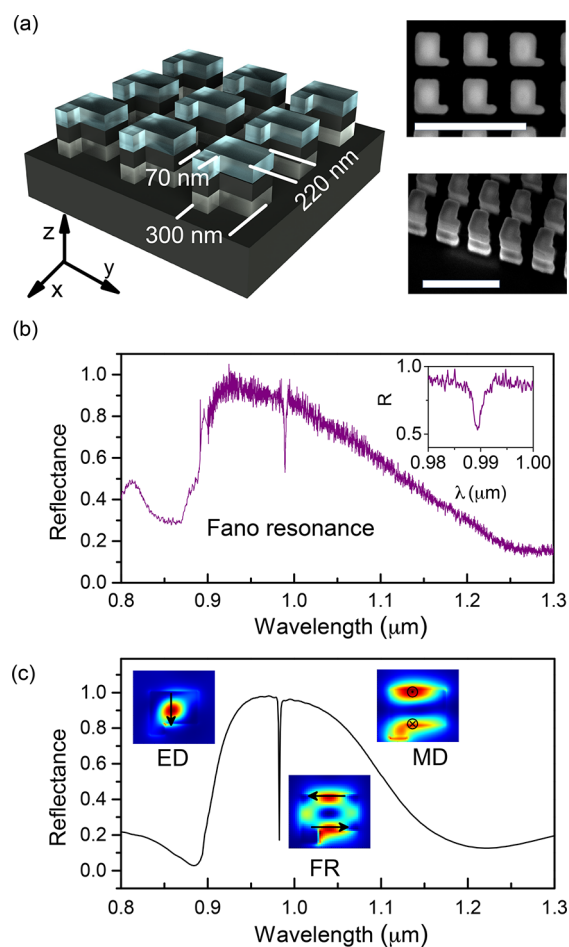 (a)
70 nm
220 nm
300 nm
z
y
x
(b)
Reflectance
1.0
0.8
0.6
0.4
0.2
0.0
Fano resonance
R
1.0
0.5
0.98 0.99 1.00
λ (μm)
0.8 0.9 1.0 1.1 1.2 1.3
Wavelength (μm)
(c)
Reflectance
1.0
0.8
0.6
0.4
0.2
0.0
ED
FR
MD
0.8 0.9 1.0 1.1 1.2 1.3
Wavelength (μm)